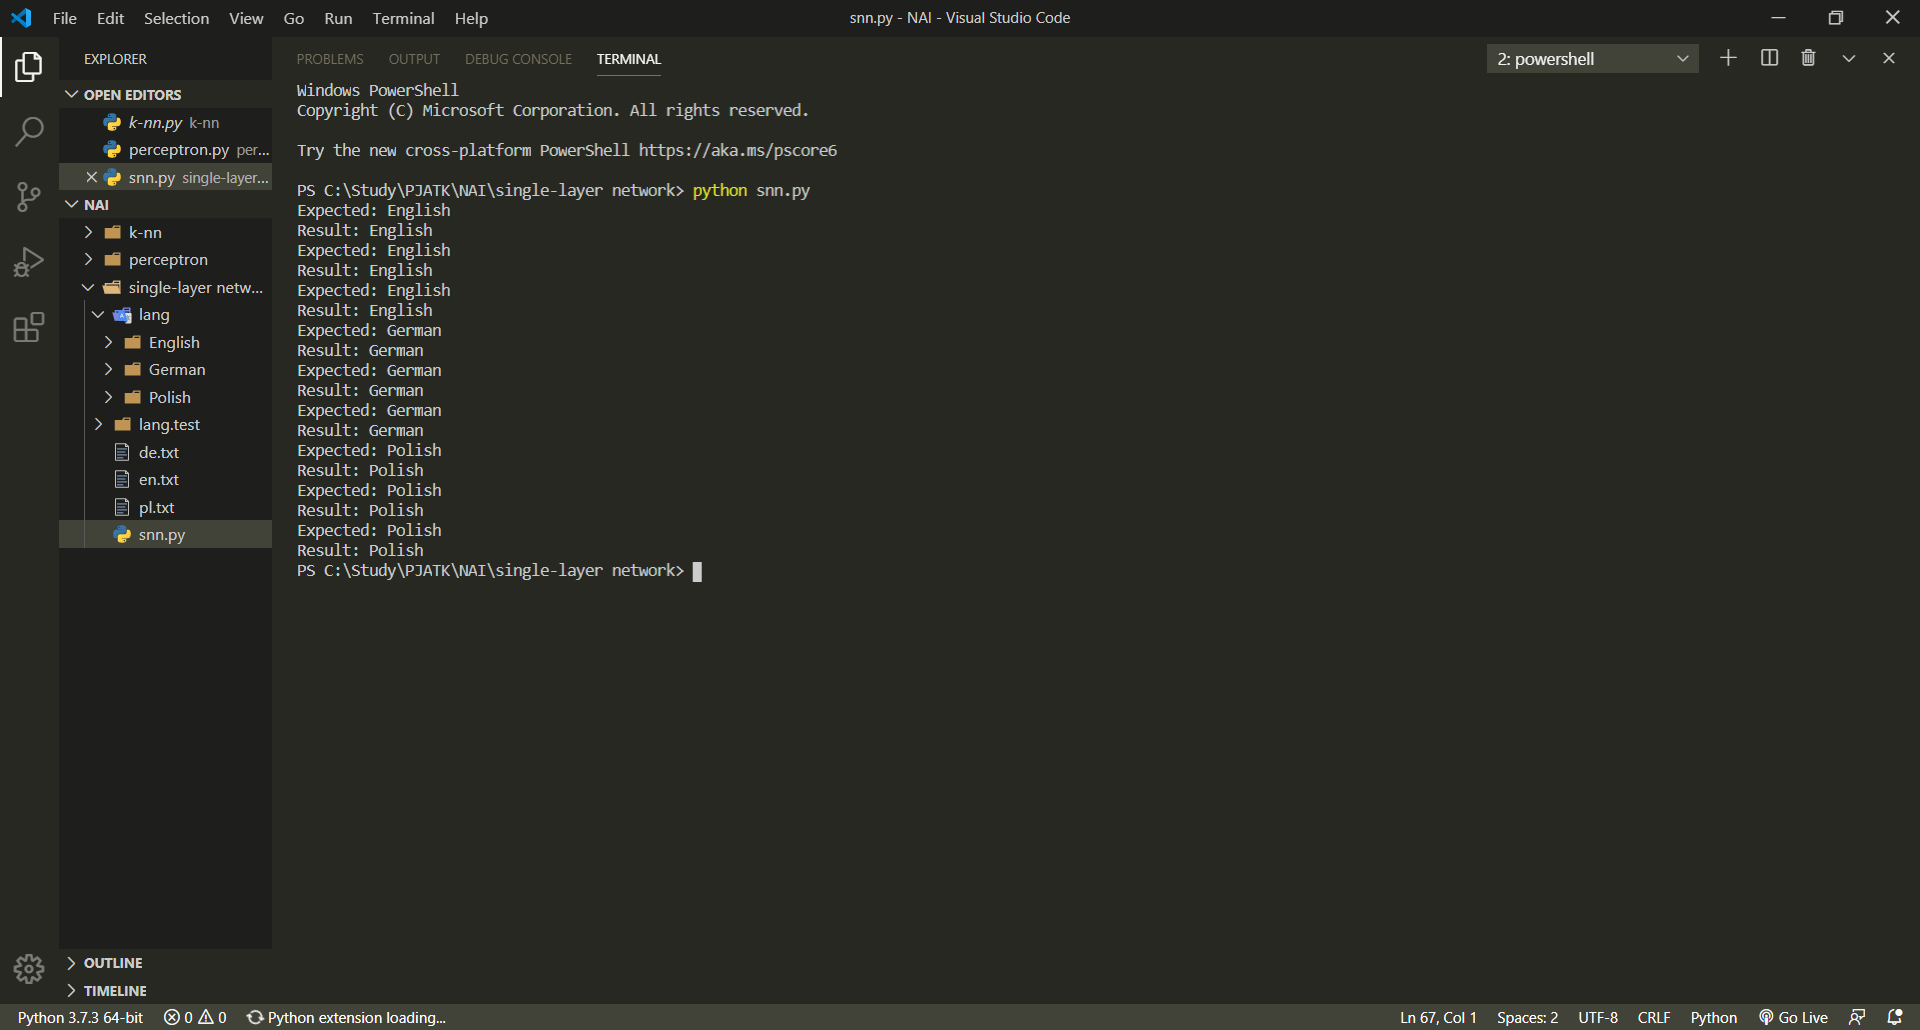 File Edit Selection View Go Run Terminal Help
snn.py - NAI - Visual Studio Code
EXPLORER
OPEN EDITORS
k-nn.py k-nn
perceptron.py per...
snn.py single-layer...
NAI
k-nn
perceptron
single-layer netw...
lang
English
German
Polish
lang.test
de.txt
en.txt
pl.txt
snn.py
OUTLINE
TIMELINE
PROBLEMS OUTPUT DEBUG CONSOLE TERMINAL
2: powershell
Windows PowerShell
Copyright (C) Microsoft Corporation. All rights reserved.
Try the new cross-platform PowerShell https://aka.ms/pscore6
PS C:\Study\PJATK\NAI\single-layer network> python snn.py
Expected: English
Result: English
Expected: English
Result: English
Expected: English
Result: English
Expected: German
Result: German
Expected: German
Result: German
Expected: German
Result: German
Expected: Polish
Result: Polish
Expected: Polish
Result: Polish
Expected: Polish
Result: Polish
PS C:\Study\PJATK\NAI\single-layer network>
Python 3.7.3 64-bit 0 0 Python extension loading...
Ln 67, Col 1 Spaces: 2 UTF-8 CRLF Python Go Live